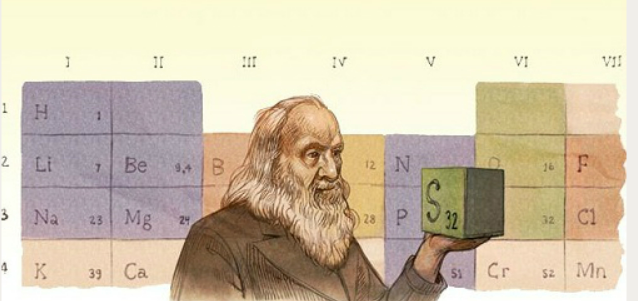 I II III IV V VI VII
1 H 1
2 Li 7 Be 9,4 B 12 N O 16 F
3 Na 23 Mg 24 28 P S 32 32 Cl
4 K 39 Ca 51 Cr 52 Mn